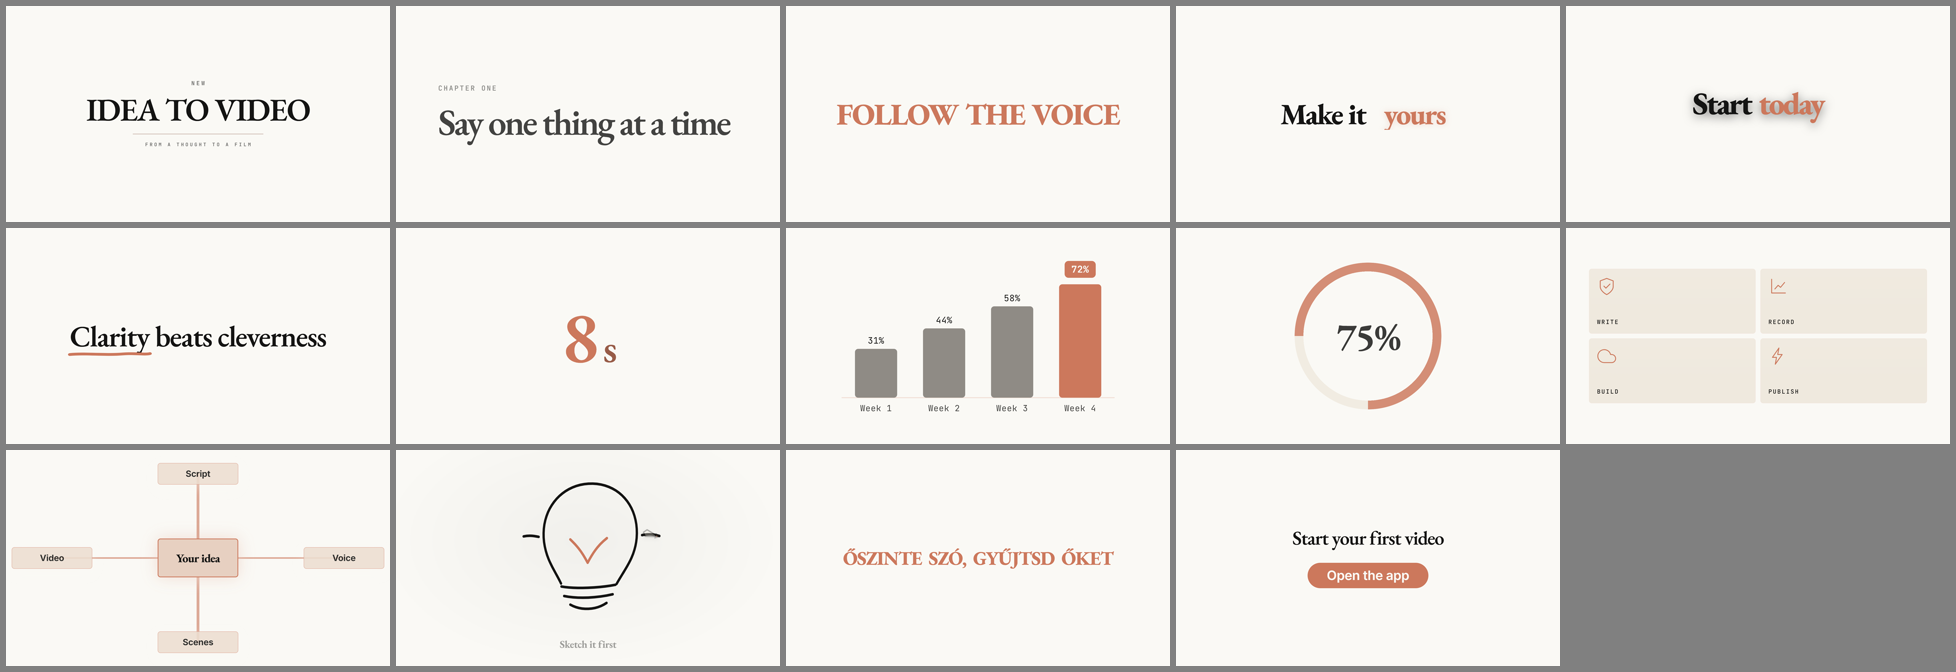 NEW
IDEA TO VIDEO
FROM A THOUGHT TO A FILM
CHAPTER ONE
Say one thing at a time
FOLLOW THE VOICE
Make it yours
Start today
Clarity beats cleverness
8 s
72%
58%
44%
31%
Week 1 Week 2 Week 3 Week 4
75%
WRITE
RECORD
BUILD
PUBLISH
Script
Video
Your idea
Voice
Scenes
Sketch it first
ŐSZINTE SZÓ, GYŰJTSD ŐKET
Start your first video
Open the app